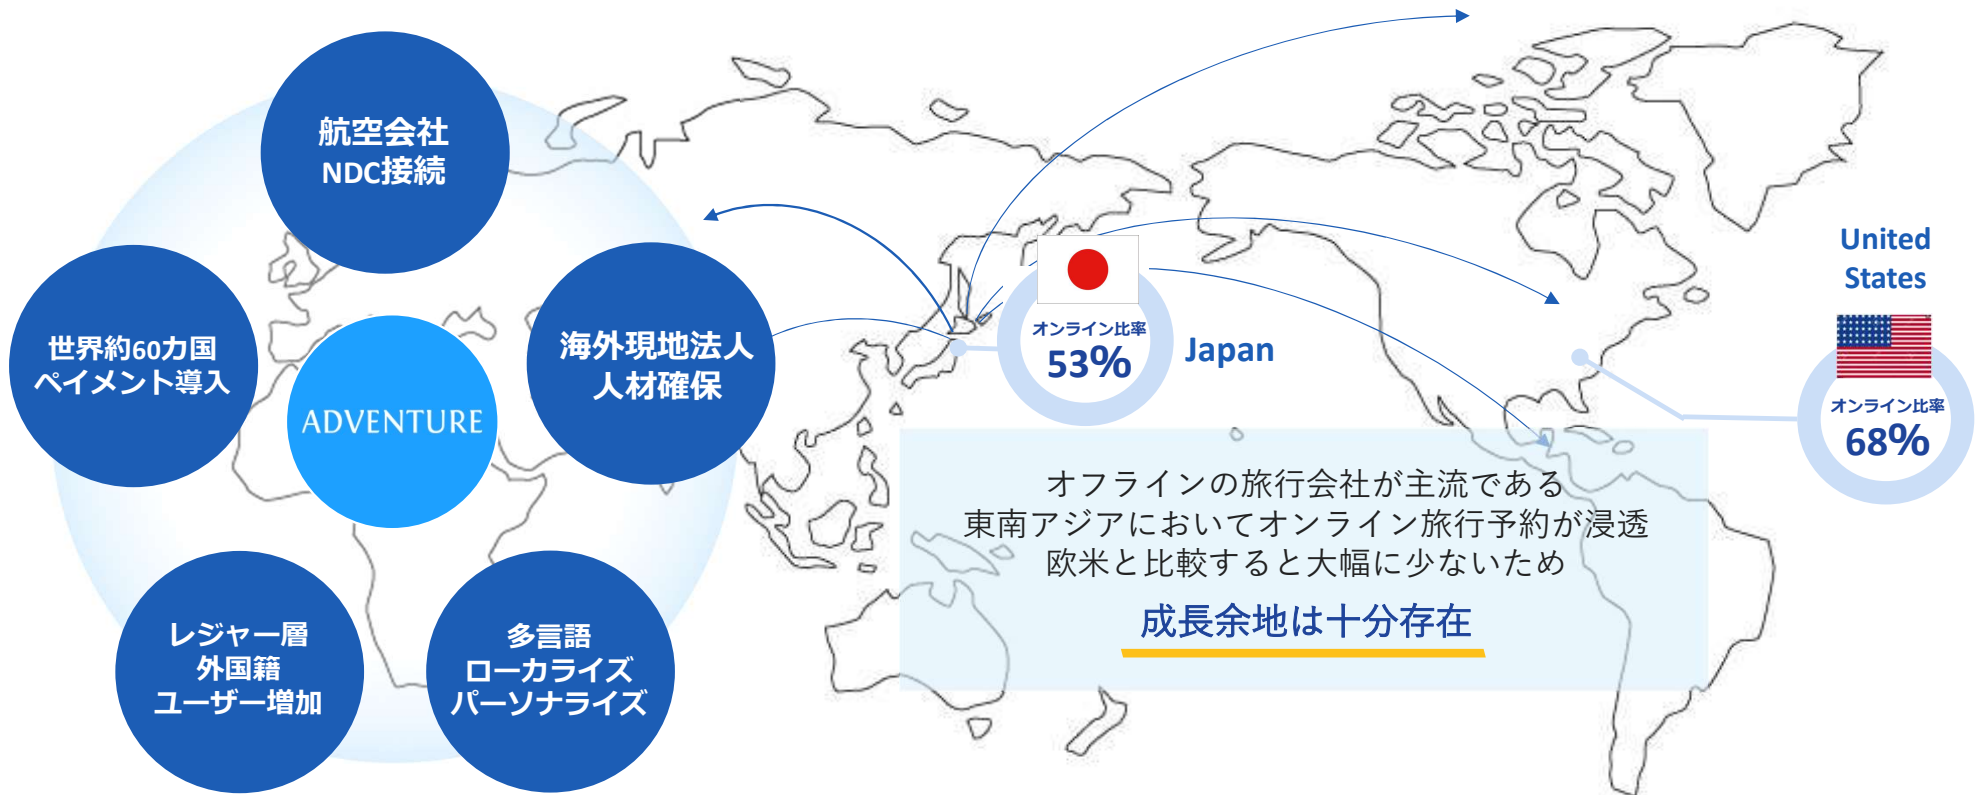 航空会社
NDC接続
世界約60カ国
ペイメント導入
ADVENTURE
海外現地法人
人材確保
レジャー層
外国籍
ユーザー増加
多言語
ローカライズ
パーソナライズ
オンライン比率
53%
Japan
United
States
オンライン比率
68%
オフラインの旅行会社が主流である
東南アジアにおいてオンライン旅行予約が浸透
欧米と比較すると大幅に少ないため
成長余地は十分存在